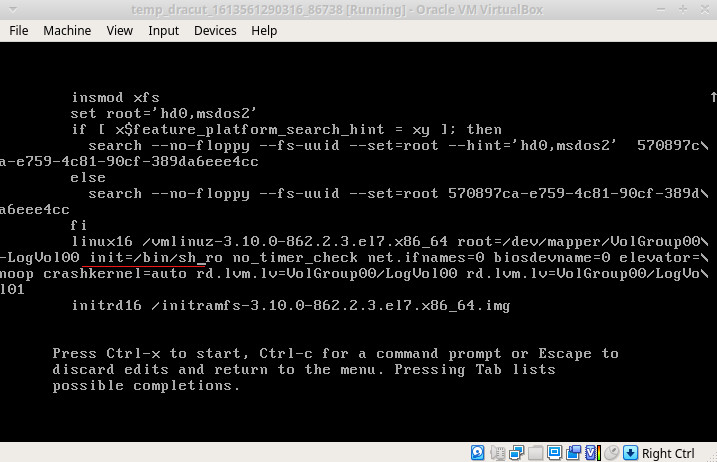 temp_dracut_1613561290316_86738 [Running] - Oracle VM VirtualBox
File Machine View Input Devices Help
insmod xfs
set root='hd0,msdos2'
if [ x$feature_platform_search_hint = xy ]; then
search --no-floppy --fs-uuid --set=root --hint='hd0,msdos2'  570897c\
a-e759-4c81-90cf-389da6eee4cc
else
search --no-floppy --fs-uuid --set=root 570897ca-e759-4c81-90cf-389d\
a6eee4cc
fi
linux16 /vmlinuz-3.10.0-862.2.3.el7.x86_64 root=/dev/mapper/VolGroup00\
-LogVol00 init=/bin/sh_ro no_timer_check net.ifnames=0 biosdevname=0 elevator=\
noop crashkernel=auto rd.lvm.lv=VolGroup00/LogVol00 rd.lvm.lv=VolGroup00/LogVo\
l01
initrd16 /initramfs-3.10.0-862.2.3.el7.x86_64.img
Press Ctrl-x to start, Ctrl-c for a command prompt or Escape to
discard edits and return to the menu. Pressing Tab lists
possible completions.
Right Ctrl